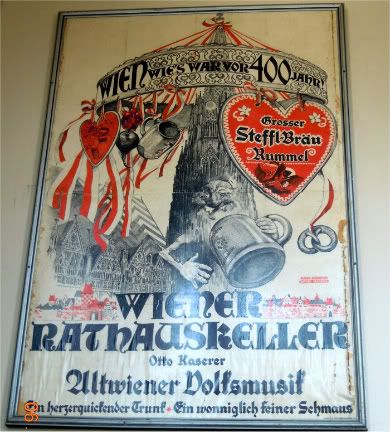 WIEN WIE'S WAR VOR 400 JAHR!
Grosser
Steffl-Bräu
Rummel
WIENER
RATHAUSKELLER
Otto Kaserer
Altwiener Volksmusik
Ein herzerquickender Trunk + Ein wonniglich feiner Schmaus